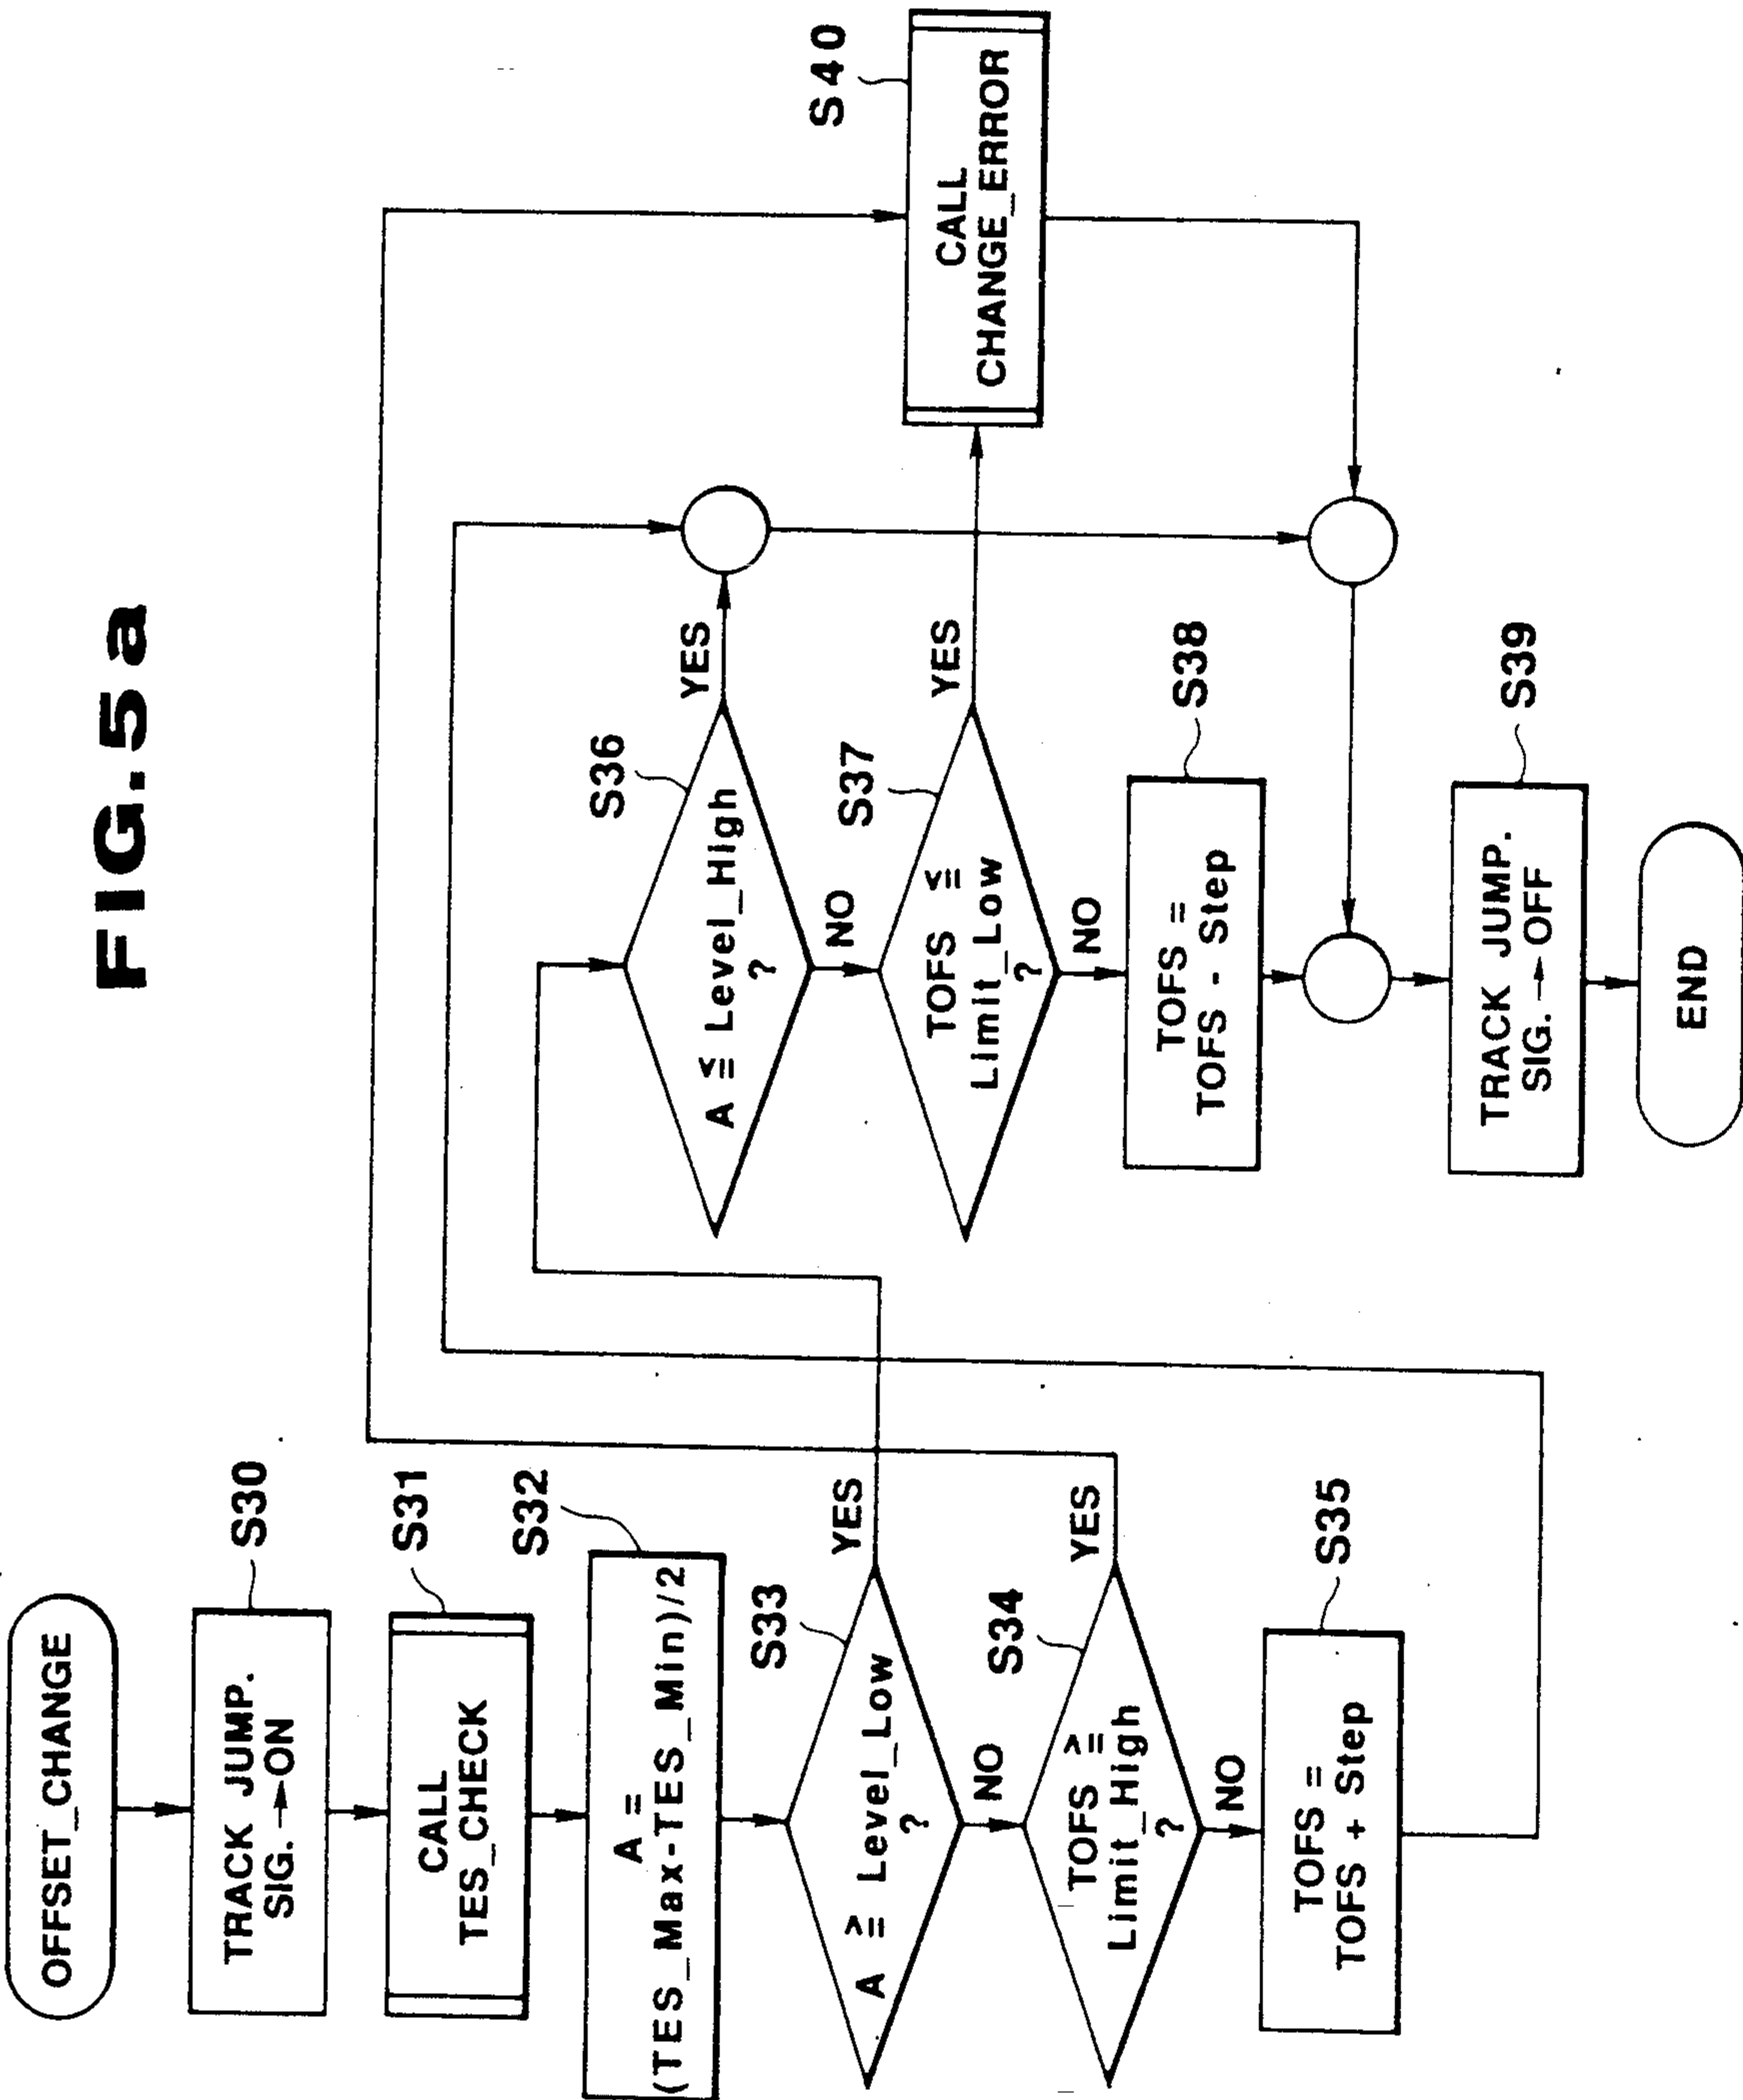 FIG.5a
OFFSET_CHANGE
S30
TRACK JUMP.
SIG.→ON
S31
CALL
TES_CHECK
S32
A =
(TES_Max-TES_Min)/2
S33
A ≧ Level_Low
?
YES
NO
S34
TOFS ≧
Limit_High
?
YES
NO
S35
TOFS =
TOFS + Step
S36
A ≦ Level_High
?
YES
NO
S37
TOFS ≦
Limit_Low
?
YES
NO
S38
TOFS =
TOFS - Step
S39
TRACK JUMP.
SIG.→OFF
END
S40
CALL
CHANGE_ERROR